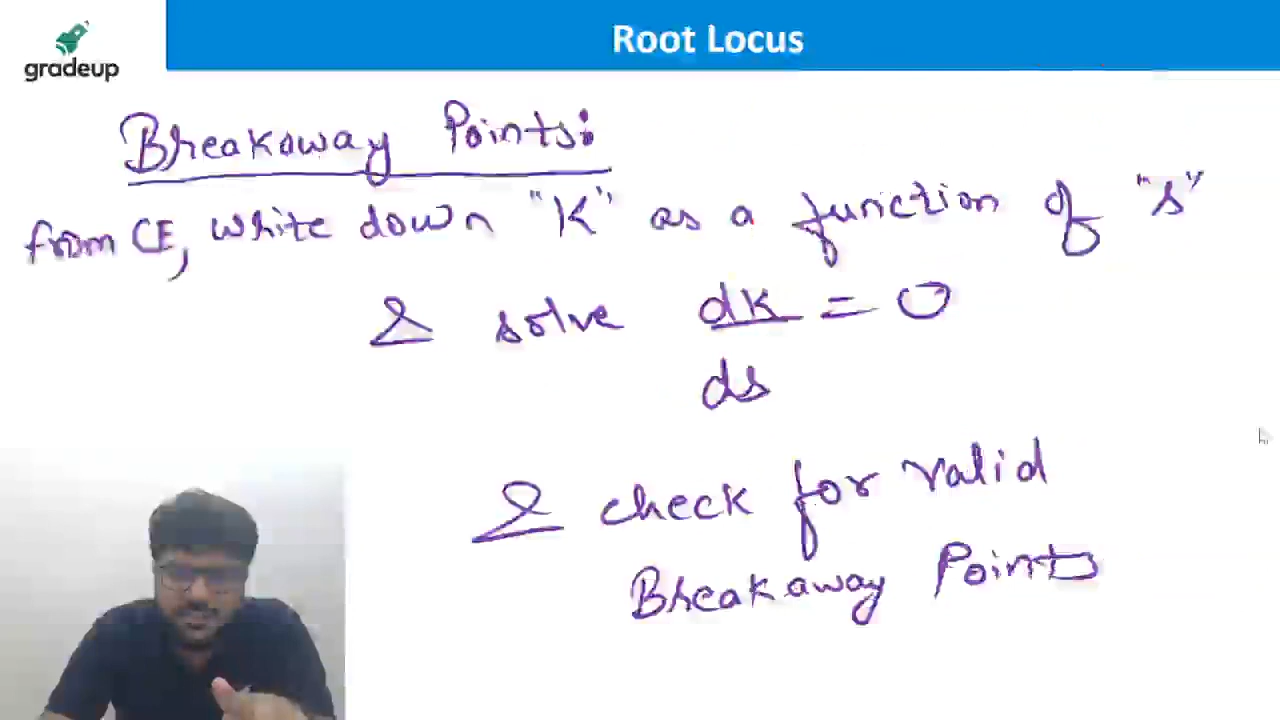 Root Locus
gradeup
Breakaway Points:
from CE, write down "K" as a function of "s"
& solve dk = 0
ds
& check for valid
Breakaway Points